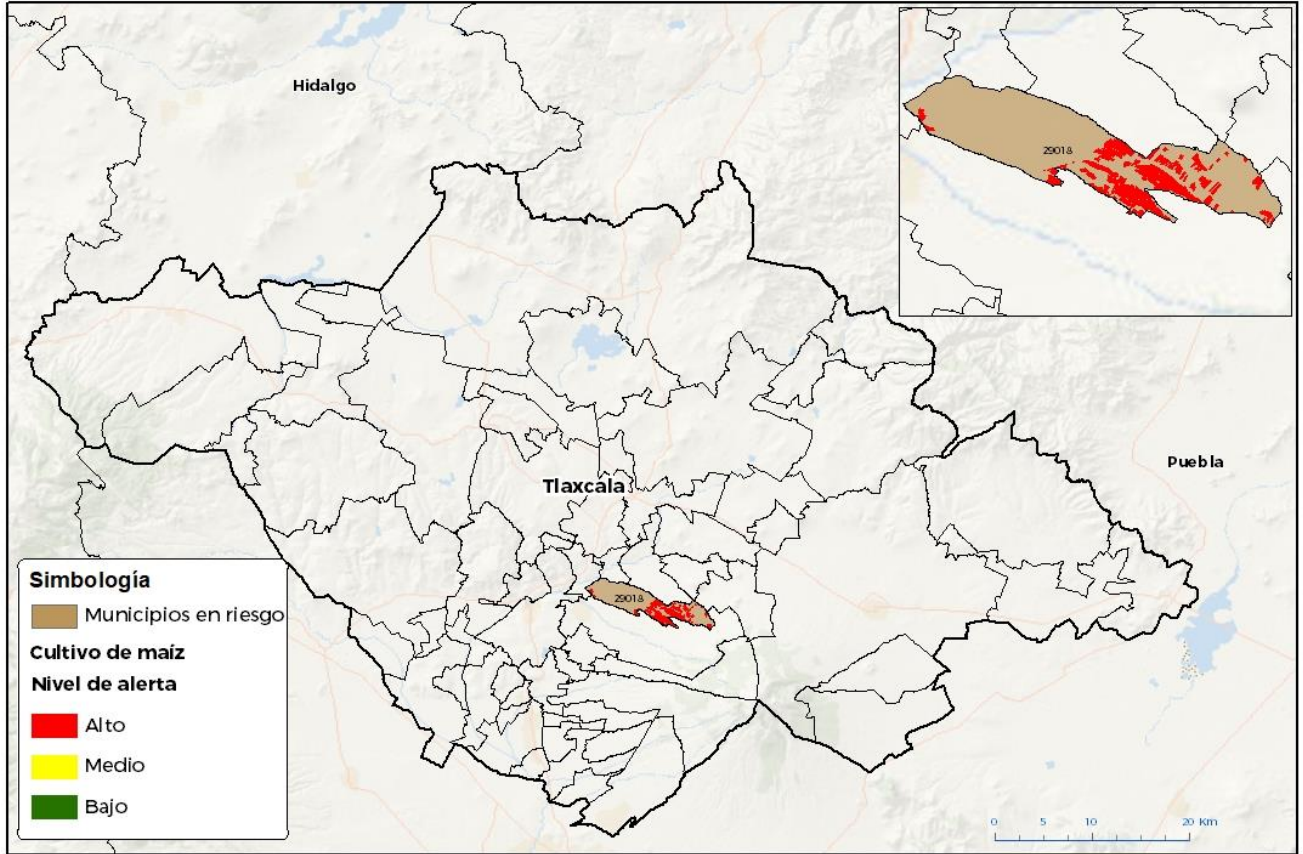 Hidalgo
29018
Tlaxcala
Puebla
29018
Simbología
Municipios en riesgo
Cultivo de maíz
Nivel de alerta
Alto
Medio
Bajo
0 5 10 20 Km